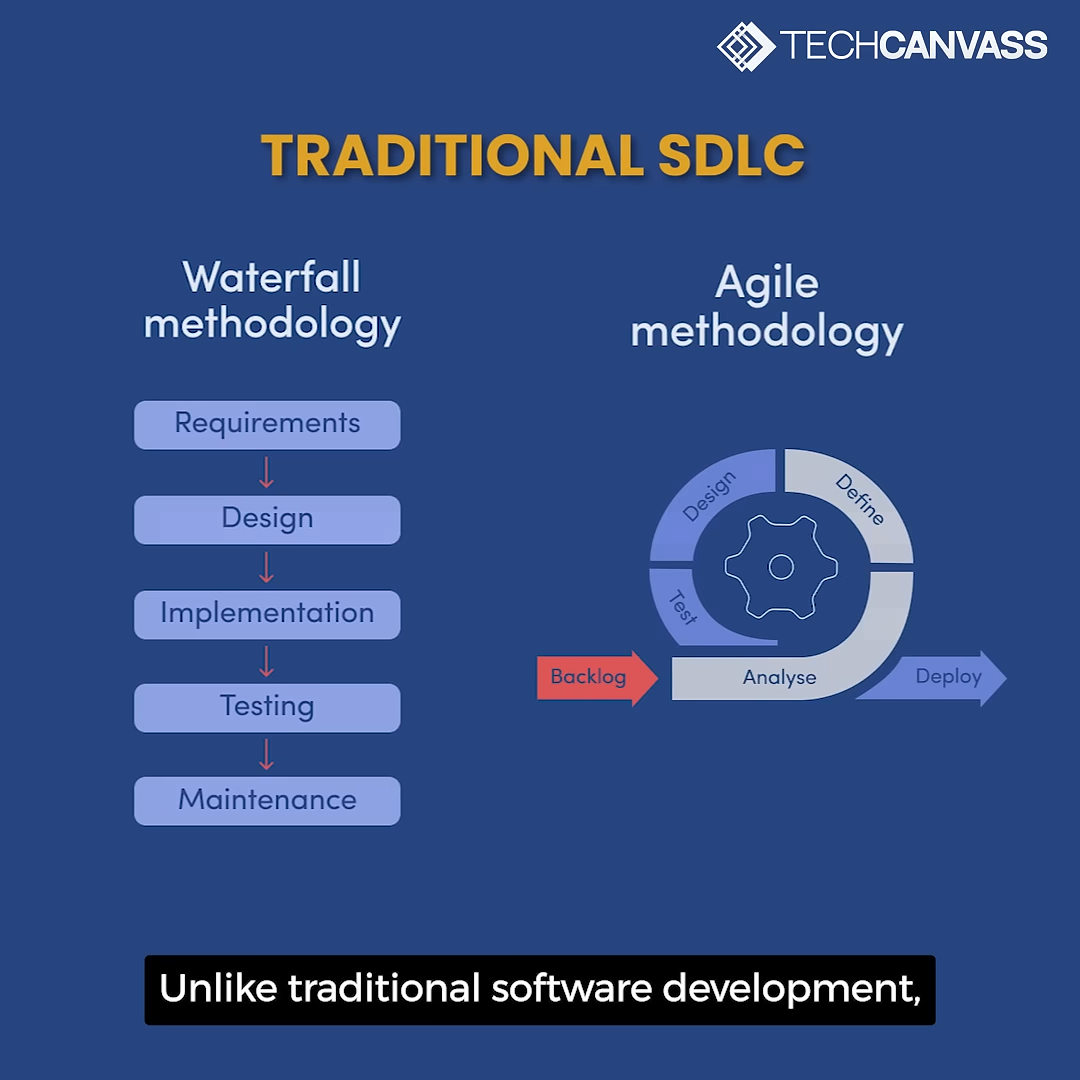 TECHCANVASS
TRADITIONAL SDLC
Waterfall
methodology
Requirements
Design
Implementation
Testing
Maintenance
Agile
methodology
Design
Define
Test
Backlog
Analyse
Deploy
Unlike traditional software development,